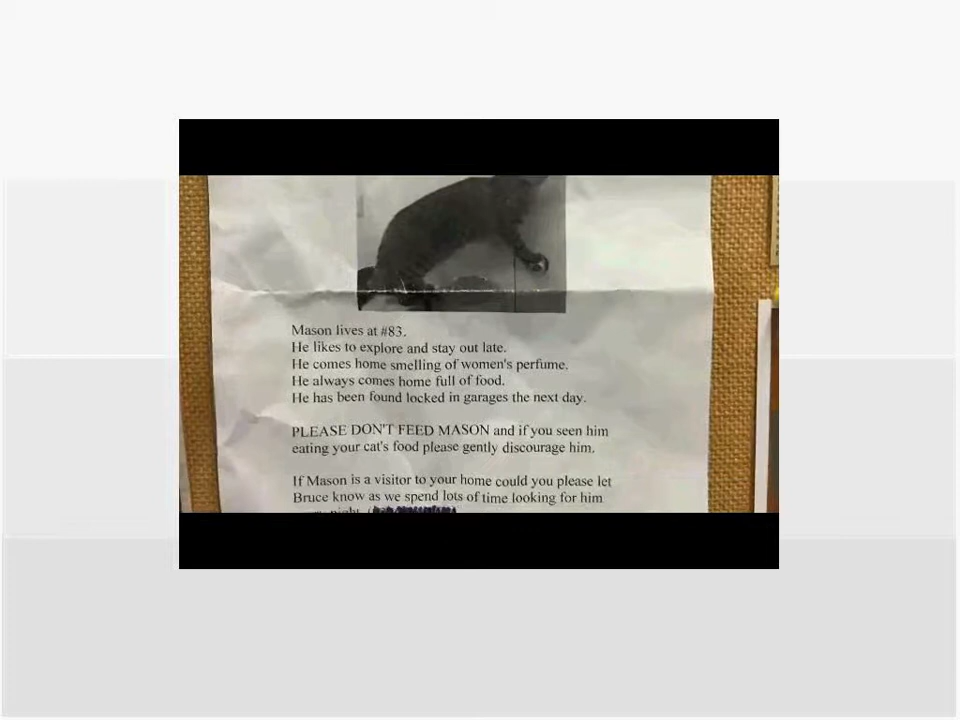 Mason lives at #83.
He likes to explore and stay out late.
He comes home smelling of women's perfume.
He always comes home full of food.
He has been found locked in garages the next day.
PLEASE DON'T FEED MASON and if you seen him
eating your cat's food please gently discourage him.
If Mason is a visitor to your home could you please let
Bruce know as we spend lots of time looking for him
night. (